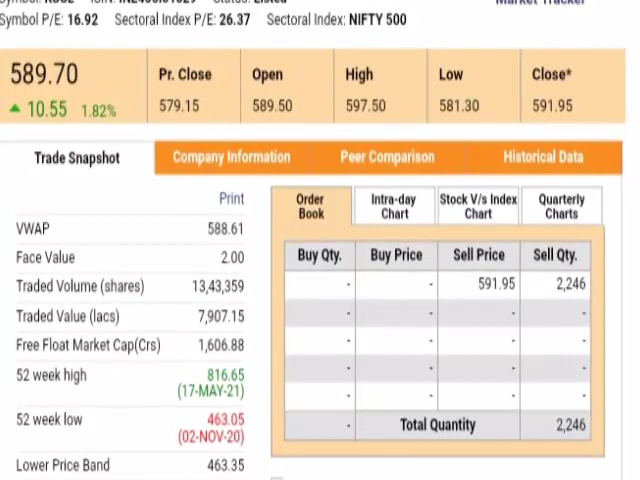 Market Tracker
Symbol P/E: 16.92 Sectoral Index P/E: 26.37 Sectoral Index: NIFTY 500
589.70 Pr. Close Open High Low Close*
10.55 1.82% 579.15 589.50 597.50 581.30 591.95
Trade Snapshot Company Information Peer Comparison Historical Data
Print
VWAP 588.61
Face Value 2.00
Traded Volume (shares) 13,43,359
Traded Value (lacs) 7,907.15
Free Float Market Cap(Crs) 1,606.88
52 week high 816.65
(17-MAY-21)
52 week low 463.05
(02-NOV-20)
Lower Price Band 463.35
Order Book
Intra-day Chart
Stock V/s Index Chart
Quarterly Charts
Buy Qty. Buy Price Sell Price Sell Qty.
- - 591.95 2,246
- - - -
- - - -
- - - -
- - - -
- Total Quantity 2,246